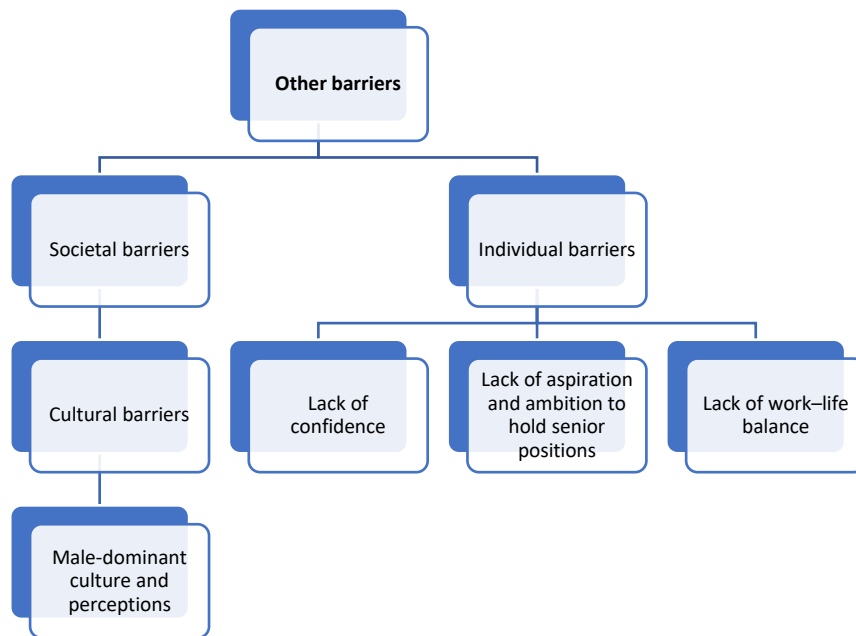 Other barriers
Societal barriers
Individual barriers
Cultural barriers
Lack of
confidence
Lack of aspiration
and ambition to
hold senior
positions
Lack of work–life
balance
Male-dominant
culture and
perceptions